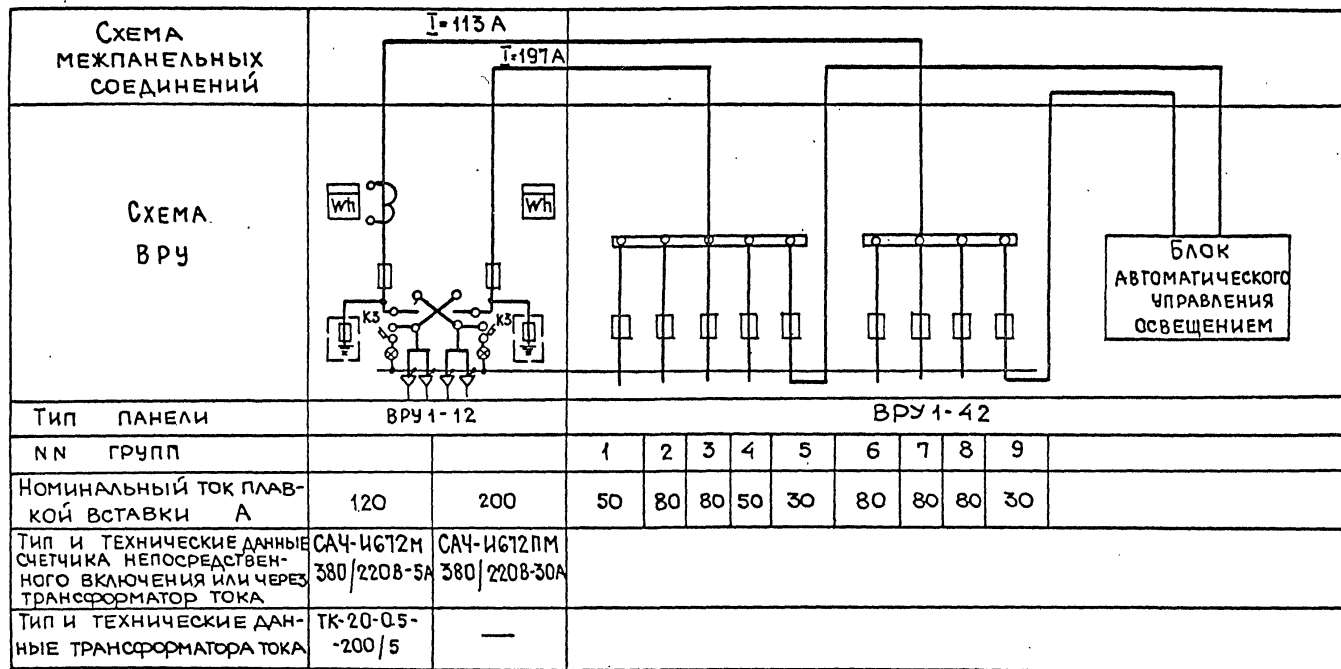 Схема
межпанельных
соединений
I=113 А
I=197А
Схема
ВРУ
Wh
Wh
КЗ
КЗ
Блок
автоматического
управления
освещением
Тип панели
ВРУ1-12
ВРУ1-42
NN групп
1 2 3 4 5 6 7 8 9
Номинальный ток плав-
кой вставки А
120 200 50 80 80 50 30 80 80 80 30
Тип и технические данные
счетчика непосредствен-
ного включения или через
трансформатор тока
САЧ-И672М
380/220В-5А
САЧ-И672ПМ
380/220В-30А
Тип и технические дан-
ные трансформатора тока
ТК-20-0.5-
-200/5
—